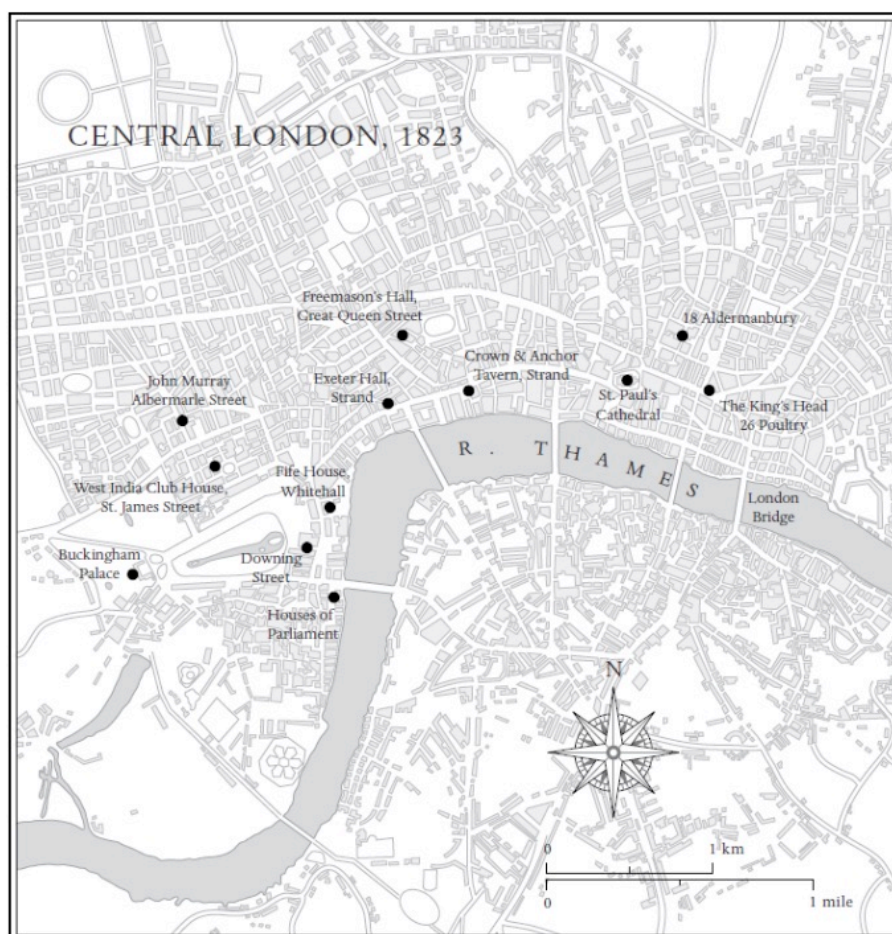 CENTRAL LONDON, 1823
Freemason's Hall,
Great Queen Street
18 Aldermanbury
Crown & Anchor
Tavern, Strand
Exeter Hall,
Strand
John Murray
Albermarle Street
St. Paul's
Cathedral
The King's Head
26 Poultry
R. THAMES
West India Club House,
St. James Street
Fife House,
Whitehall
London
Bridge
Buckingham
Palace
Downing
Street
Houses of
Parliament
N
0 1 km
0 1 mile